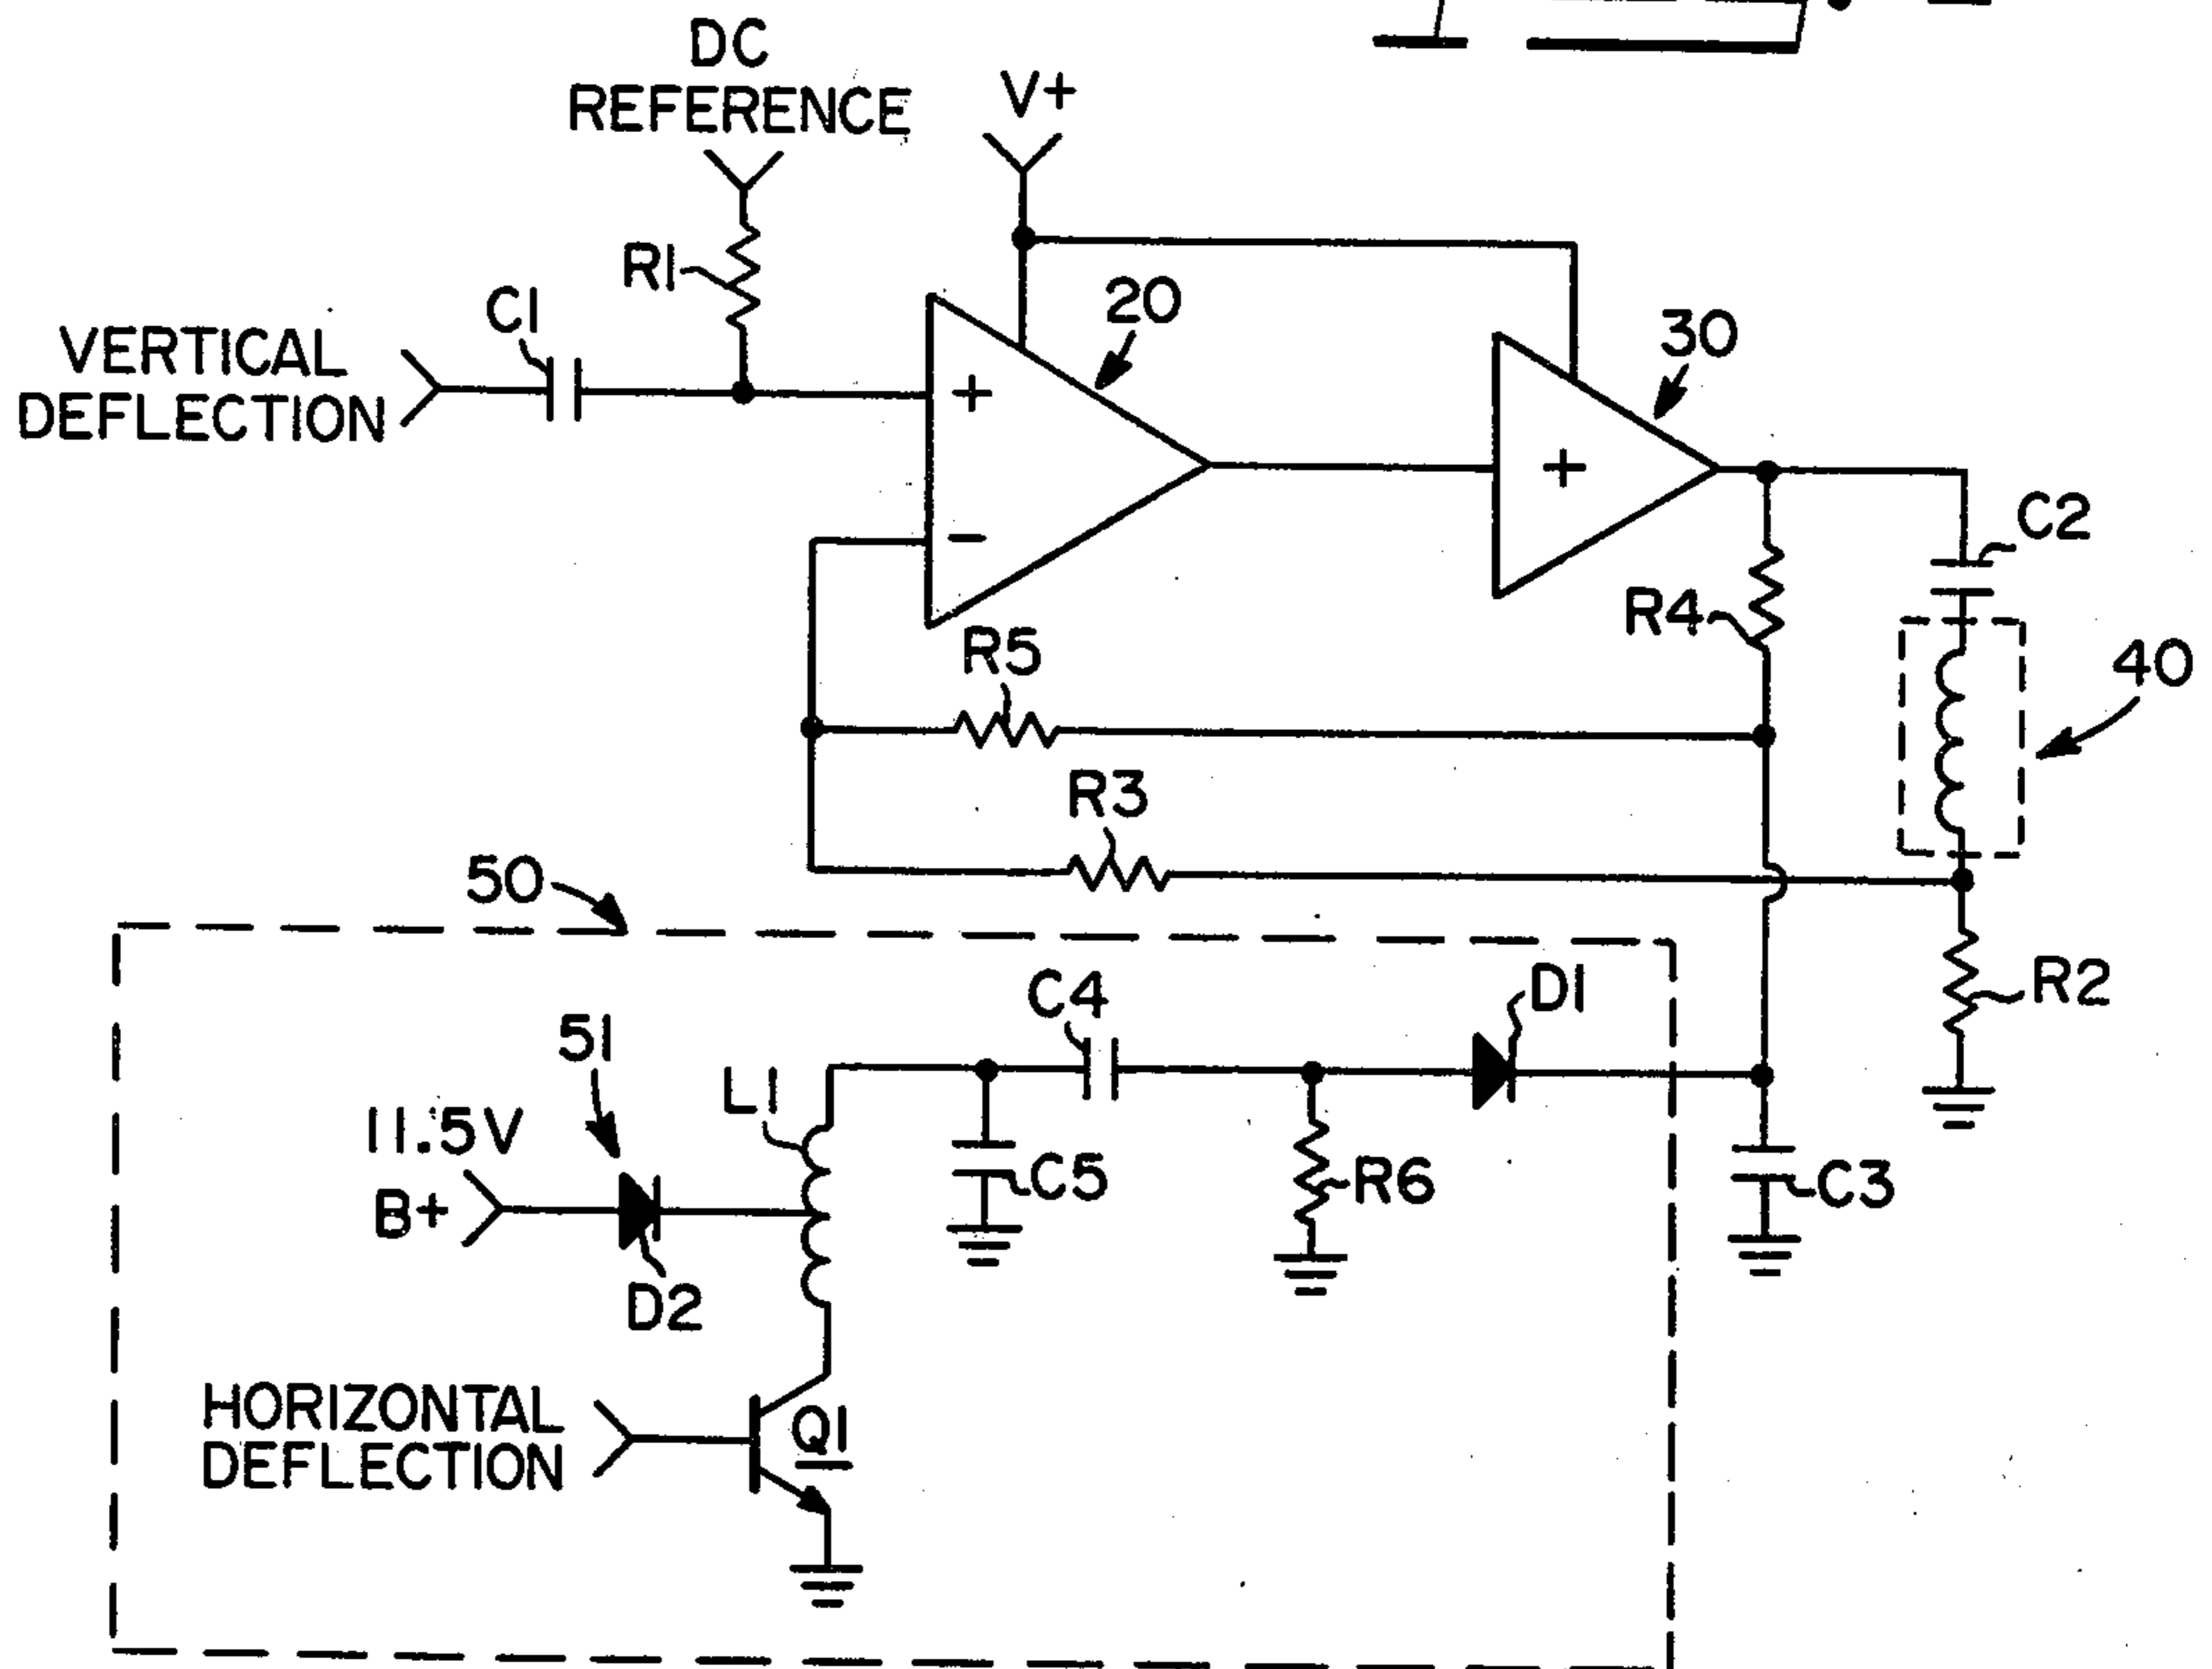 DC
REFERENCE
V+
R1
C1
20
VERTICAL
DEFLECTION
+
30
+
C2
−
R4
R5
40
R3
50
R2
C4
D1
51
L1
11.5V
C5
R6
C3
B+
D2
HORIZONTAL
DEFLECTION
Q1